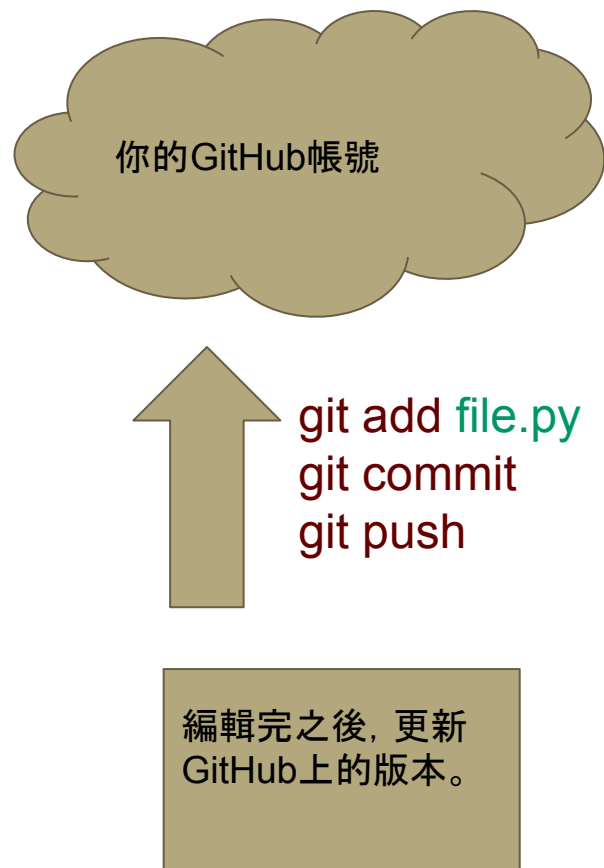 你的GitHub帳號
git add file.py
git commit
git push
編輯完之後, 更新
GitHub上的版本。